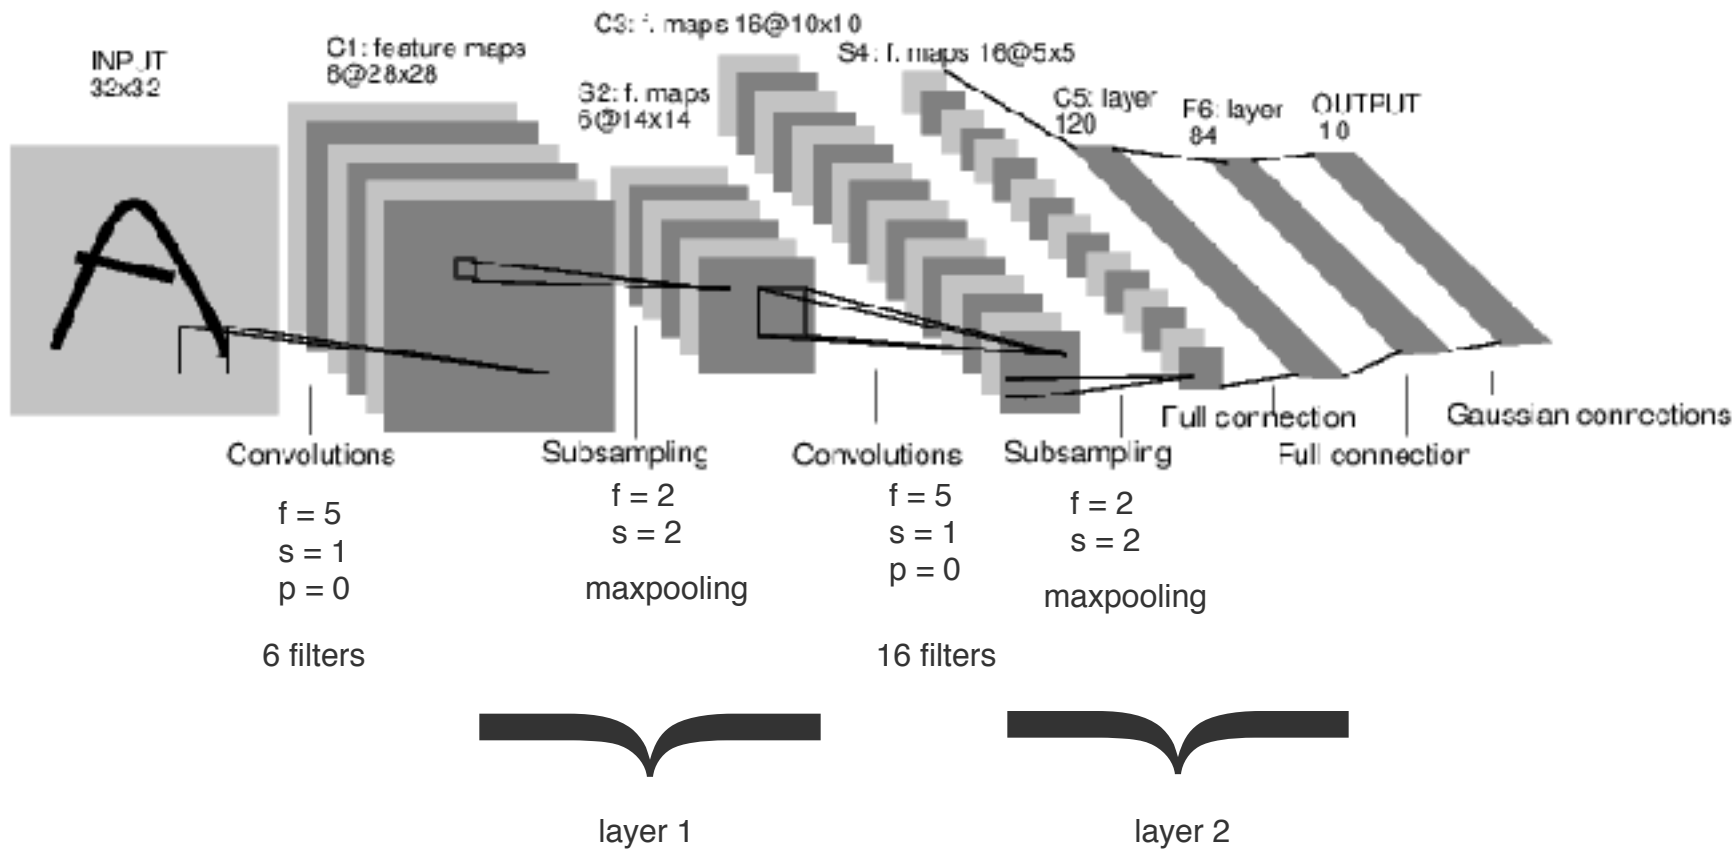 INPUT
32x32
C1: feature maps
6@28x28
S2: f. maps
6@14x14
C3: f. maps 16@10x10
S4: f. maps 16@5x5
C5: layer
120
F6: layer
84
OUTPUT
10
Convolutions
Subsampling
Convolutions
Subsampling
Full connection
Full connection
Gaussian connections
f = 5
s = 1
p = 0
6 filters
f = 2
s = 2
maxpooling
f = 5
s = 1
p = 0
16 filters
f = 2
s = 2
maxpooling
layer 1
layer 2